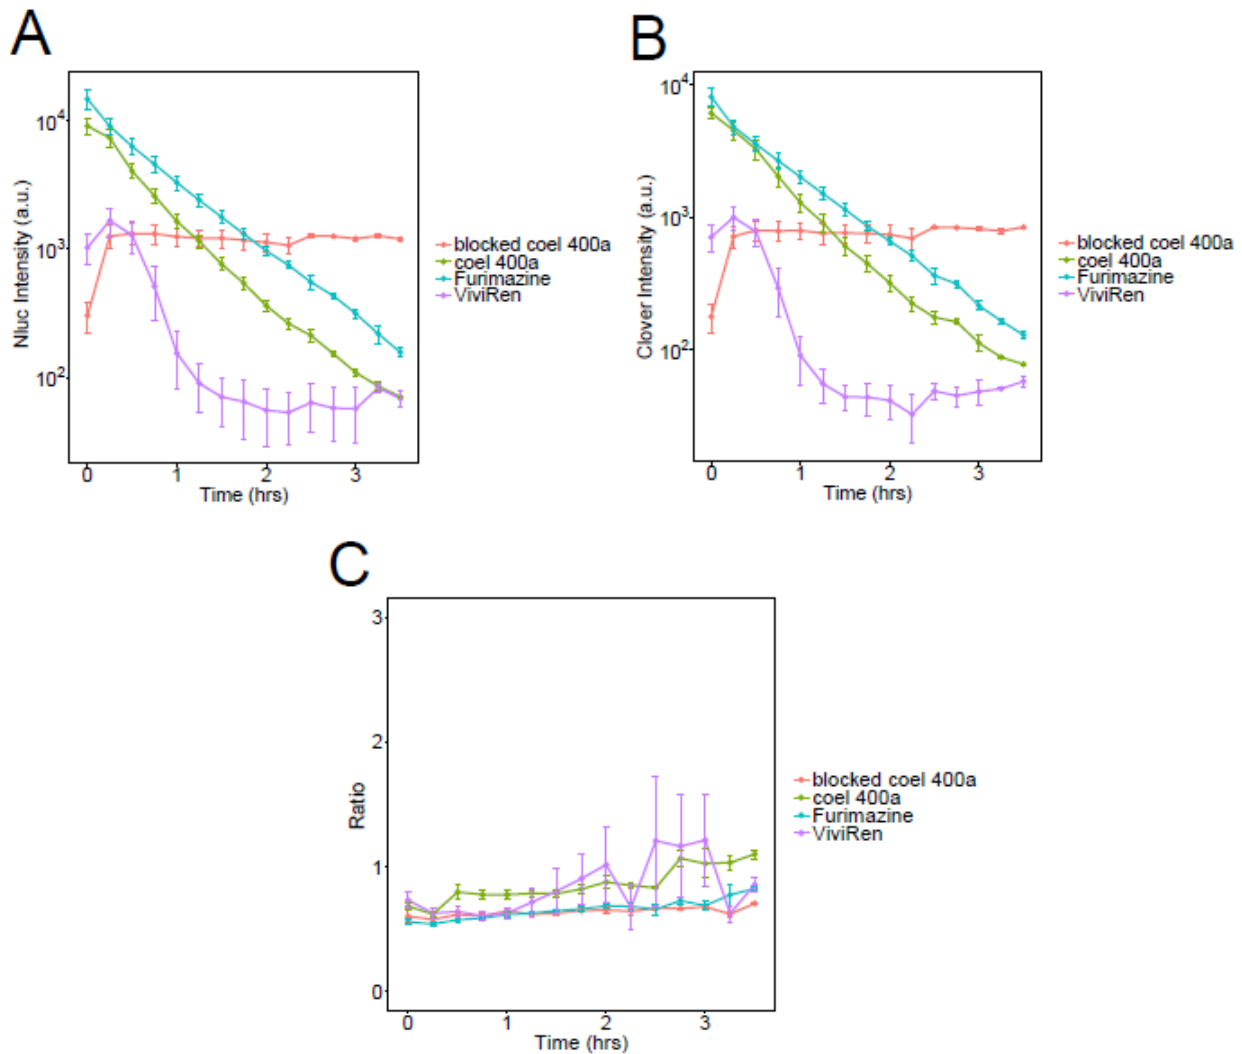 A
Nluc Intensity (a.u.)
10^4
10^3
10^2
0 1 2 3
Time (hrs)
blocked coel 400a
coel 400a
Furimazine
ViviRen
B
Clover Intensity (a.u.)
10^4
10^3
10^2
0 1 2 3
Time (hrs)
blocked coel 400a
coel 400a
Furimazine
ViviRen
C
Ratio
3
2
1
0
0 1 2 3
Time (hrs)
blocked coel 400a
coel 400a
Furimazine
ViviRen